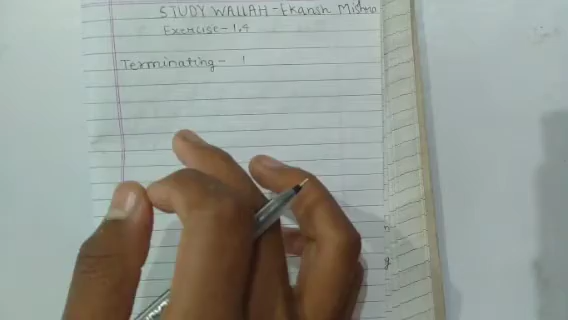 STUDY WALLAH - Ekansh Mishra
Exercise - 1.4
Terminating -